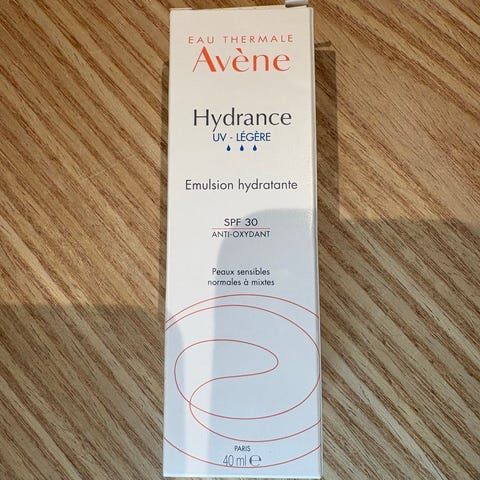 EAU THERMALE
Avène
Hydrance
UV - LÉGÈRE
Emulsion hydratante
SPF 30
ANTI-OXYDANT
Peaux sensibles
normales à mixtes
PARIS
40 ml ℮